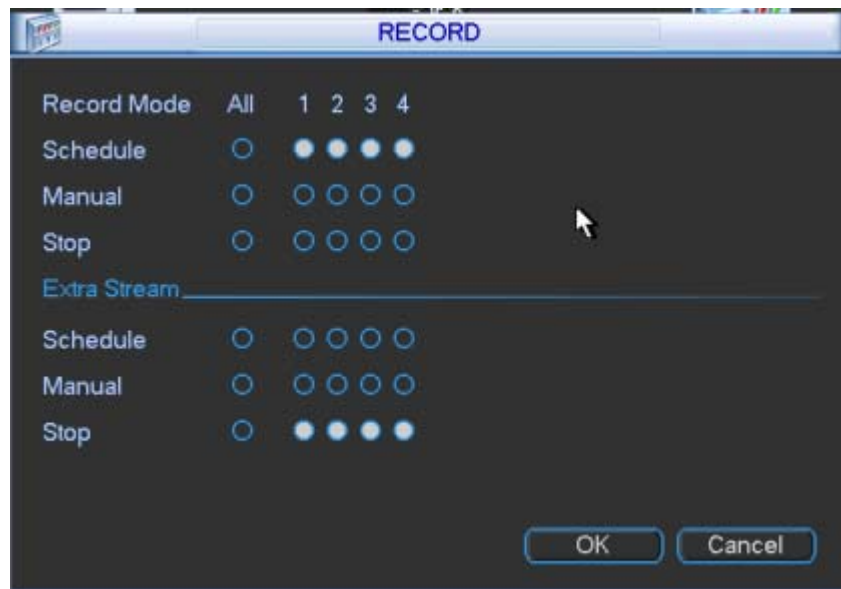 RECORD
Record Mode All 1 2 3 4
Schedule
Manual
Stop
Extra Stream
Schedule
Manual
Stop
OK Cancel